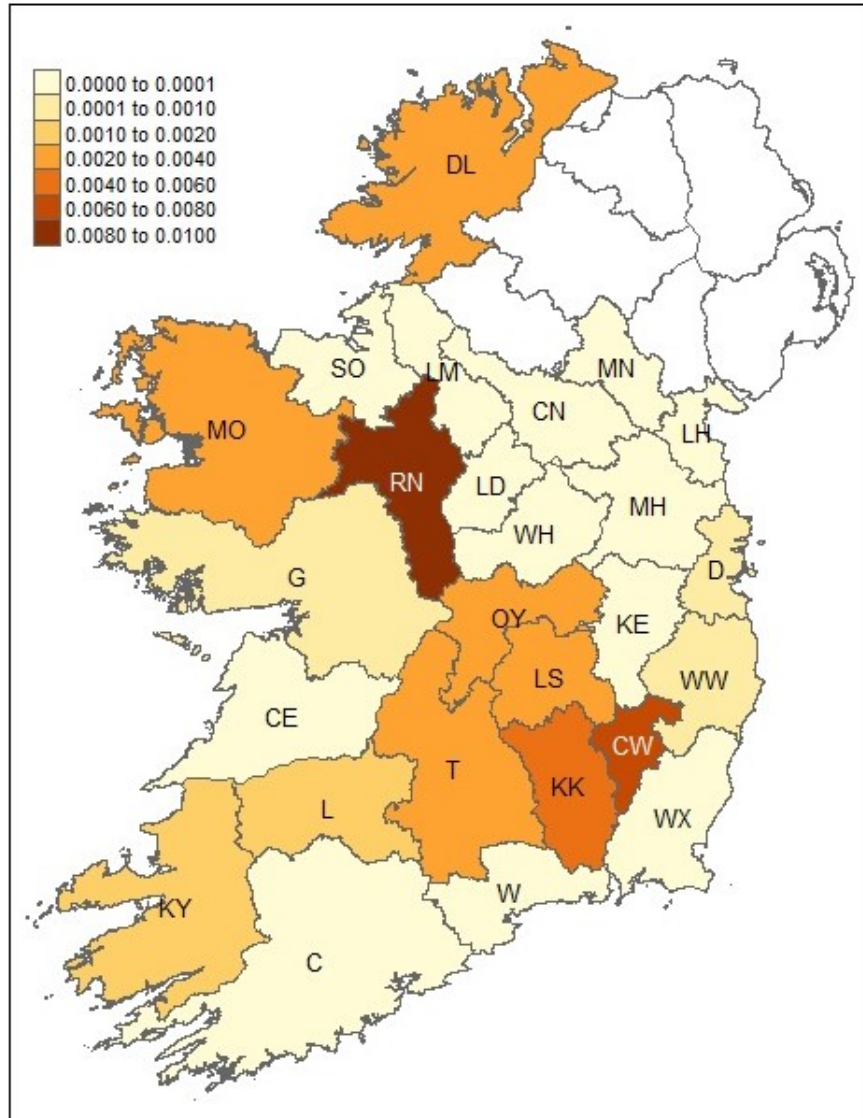 0.0000 to 0.0001
0.0001 to 0.0010
0.0010 to 0.0020
0.0020 to 0.0040
0.0040 to 0.0060
0.0060 to 0.0080
0.0080 to 0.0100
DL
SO
LM
MN
CN
MO
LH
RN
LD
MH
WH
D
G
OY
KE
LS
WW
CE
CW
T
KK
L
WX
W
KY
C